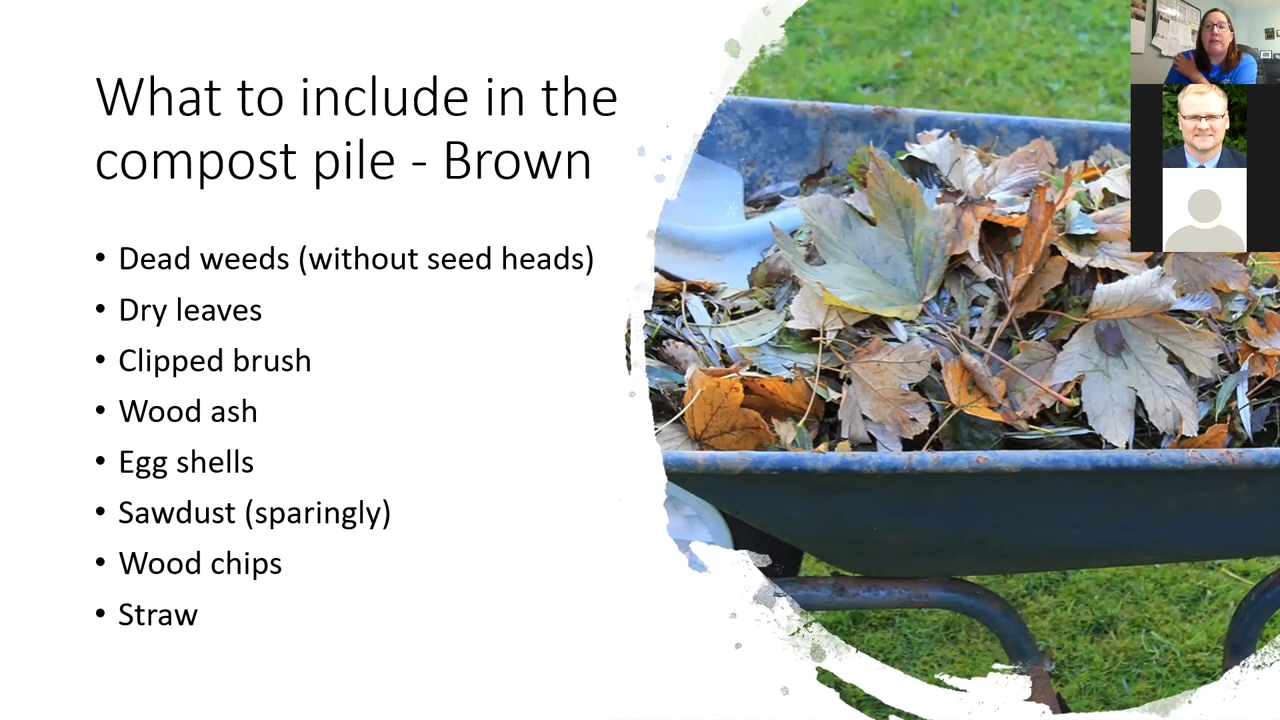 What to include in the
compost pile - Brown
• Dead weeds (without seed heads)
• Dry leaves
• Clipped brush
• Wood ash
• Egg shells
• Sawdust (sparingly)
• Wood chips
• Straw